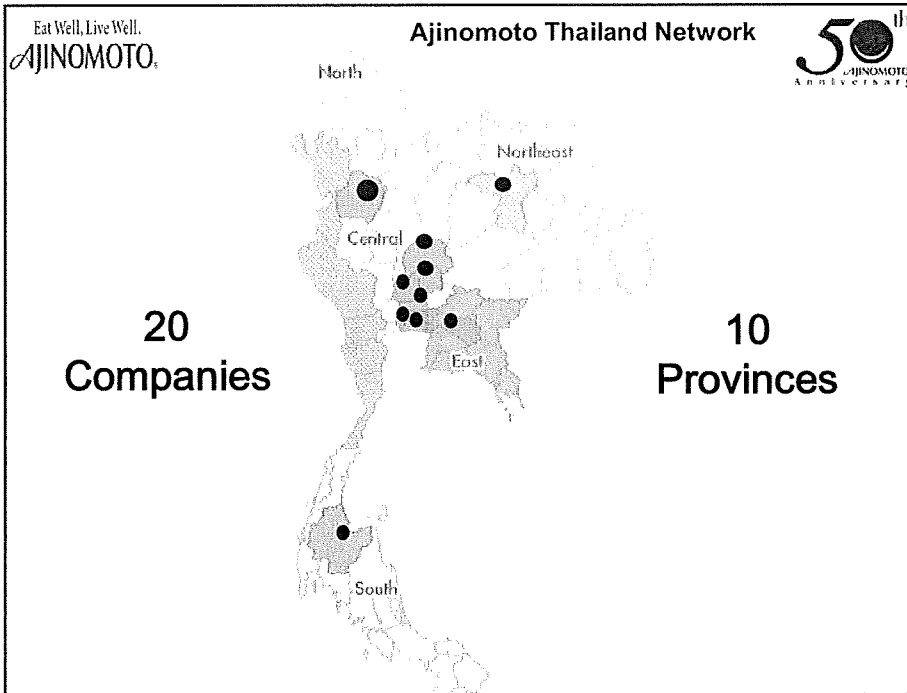 Eat Well, Live Well.
AJINOMOTO®
Ajinomoto Thailand Network
50th
AJINOMOTO
Anniversary
North
Northeast
Central
20
Companies
10
Provinces
East
South